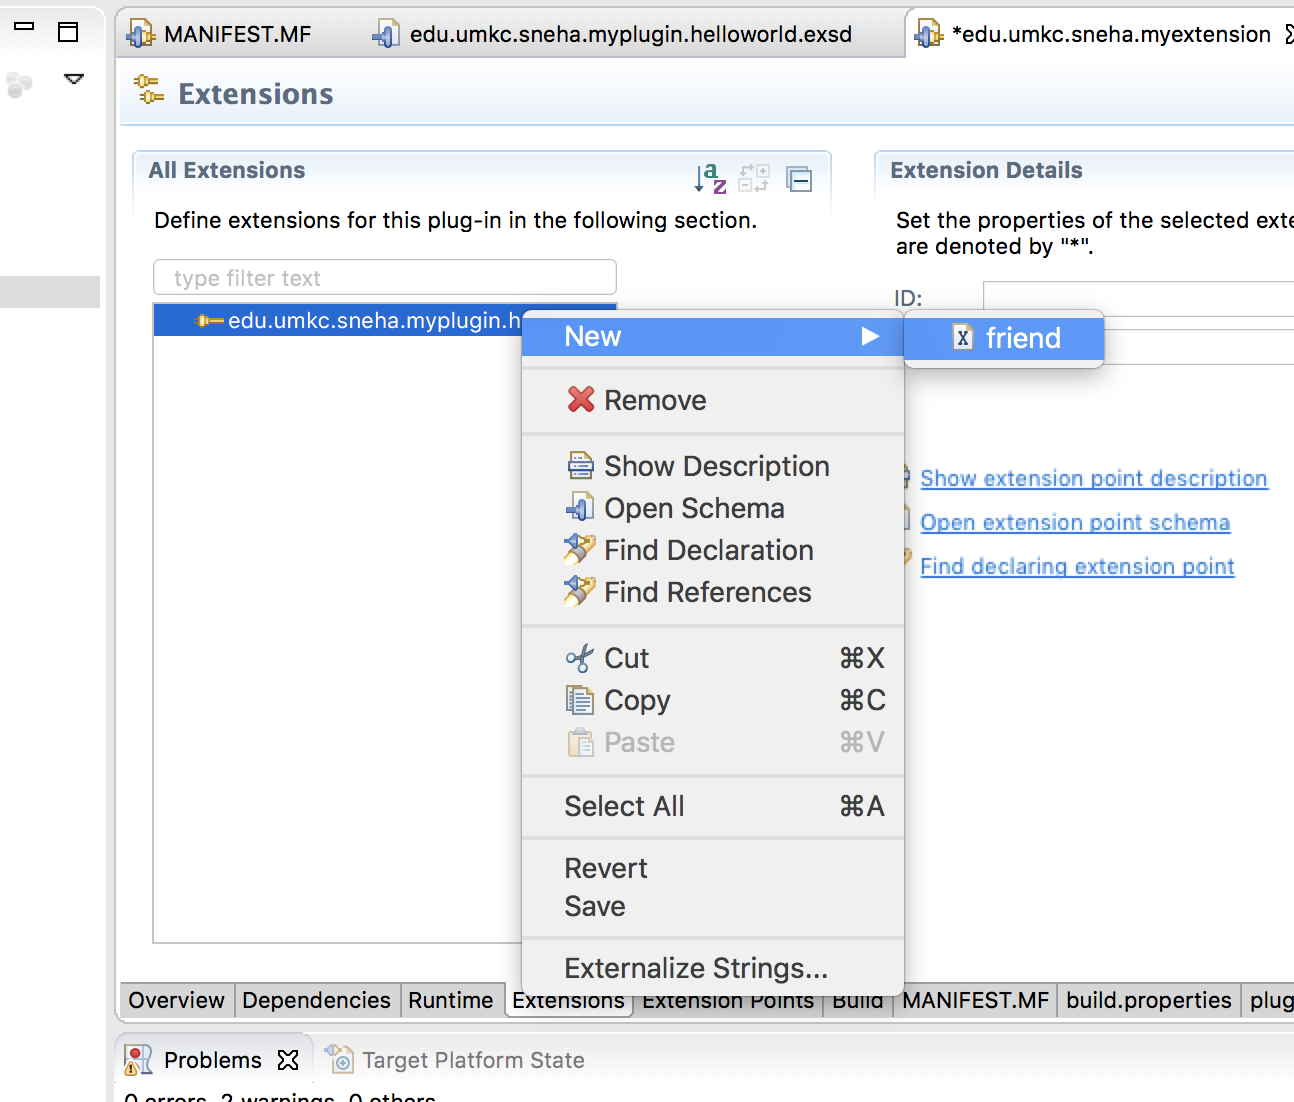 MANIFEST.MF
edu.umkc.sneha.myplugin.helloworld.exsd
*edu.umkc.sneha.myextension
Extensions
All Extensions
Define extensions for this plug-in in the following section.
type filter text
edu.umkc.sneha.myplugin.h
Extension Details
Set the properties of the selected exte
are denoted by "*".
ID:
New
friend
Remove
Show Description
Open Schema
Find Declaration
Find References
Cut ⌘X
Copy ⌘C
Paste ⌘V
Select All ⌘A
Revert
Save
Externalize Strings...
Show extension point description
Open extension point schema
Find declaring extension point
Overview Dependencies Runtime Extensions Extension Points Build MANIFEST.MF build.properties plug
Problems
Target Platform State
0 errors, 2 warnings, 0 others